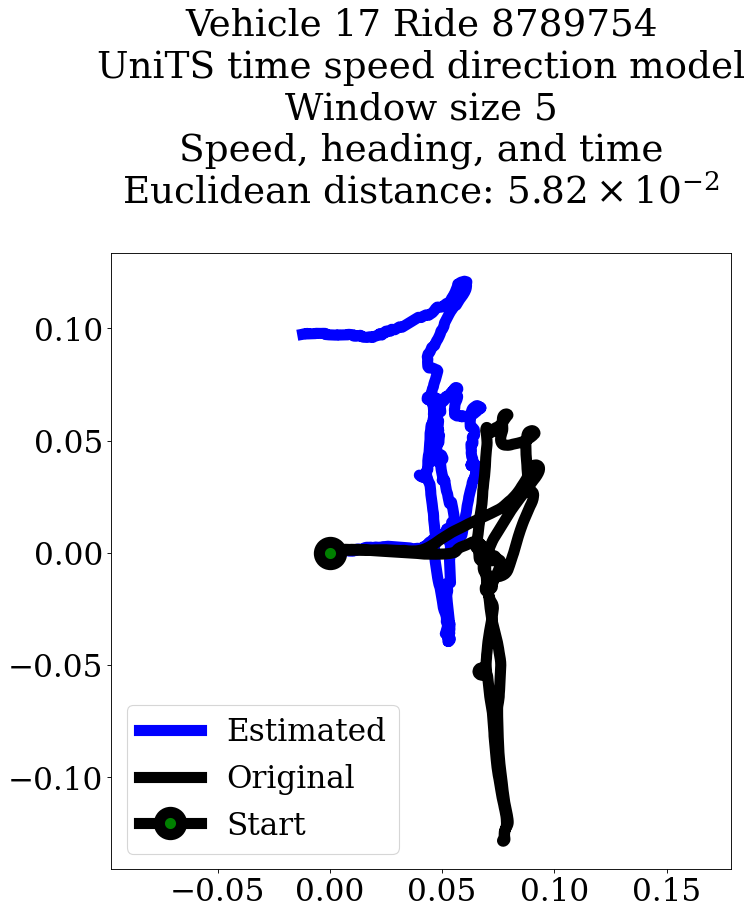 Vehicle 17 Ride 8789754
UniTS time speed direction model
Window size 5
Speed, heading, and time
Euclidean distance: 5.82 × 10⁻²
0.10
0.05
0.00
−0.05
−0.10
Estimated
Original
Start
−0.05 0.00 0.05 0.10 0.15